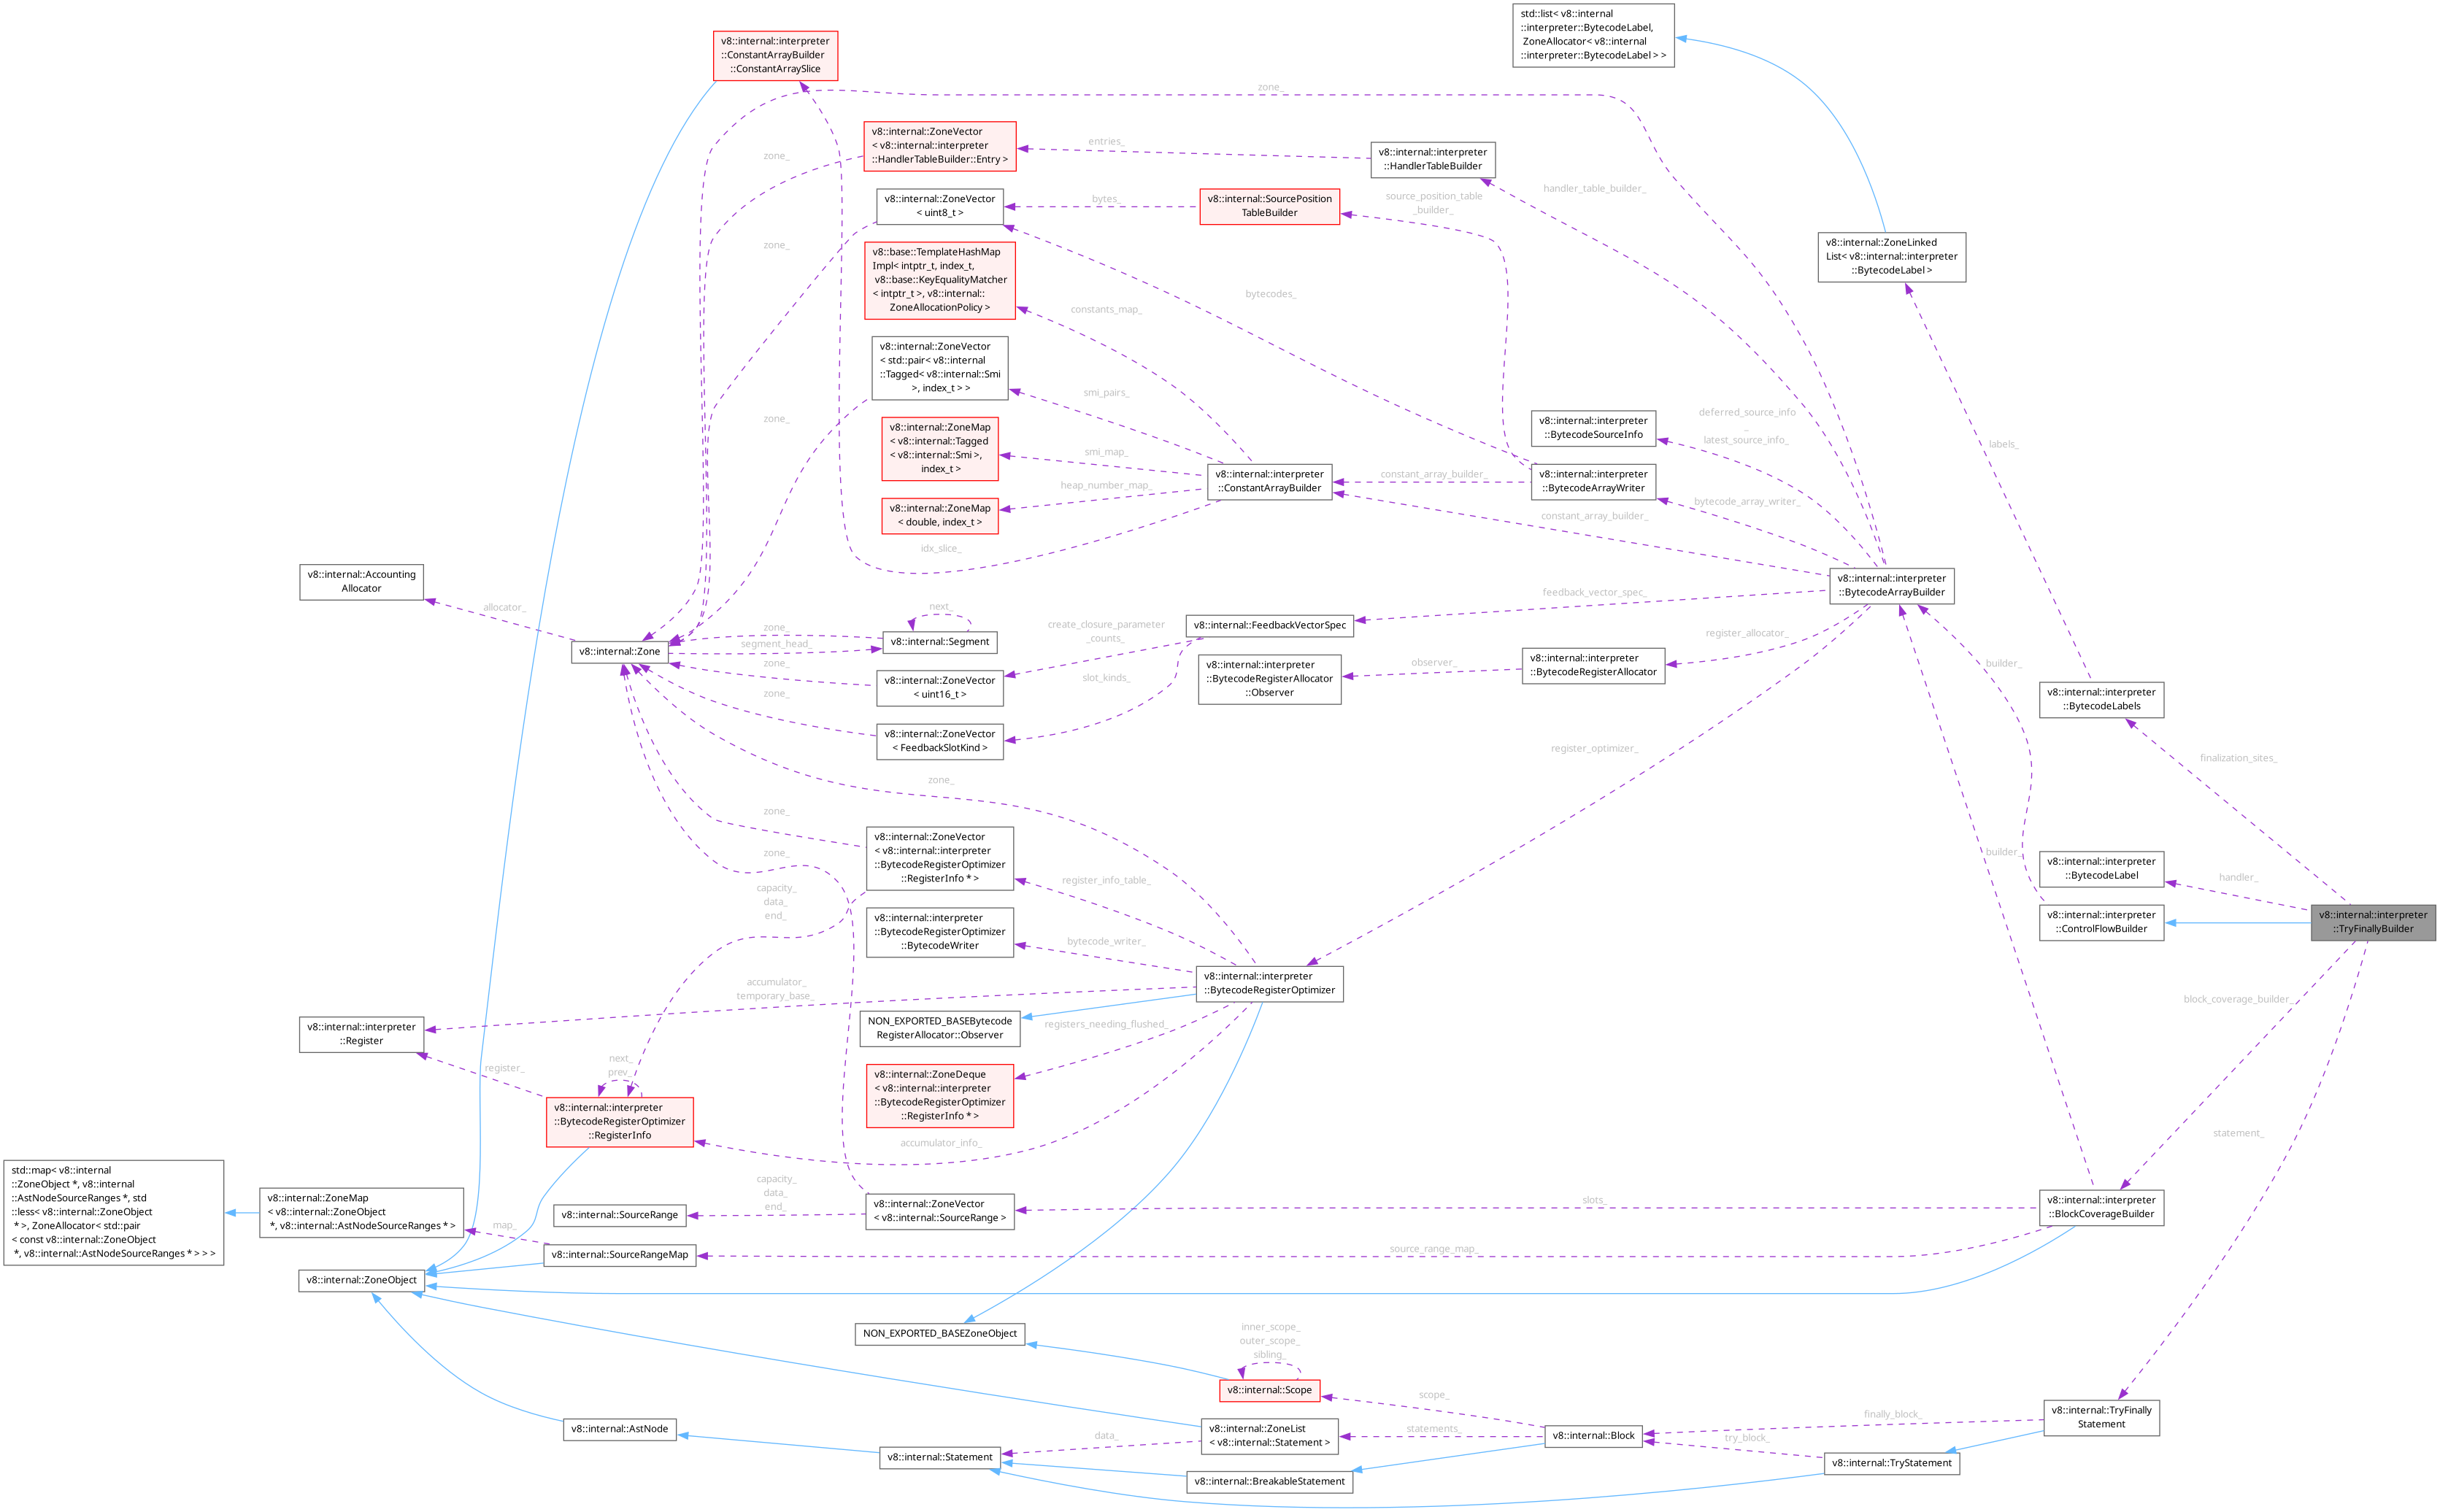 std::list< v8::internal
::interpreter::BytecodeLabel,
ZoneAllocator< v8::internal
::interpreter::BytecodeLabel > >
v8::internal::interpreter
::ConstantArrayBuilder
::ConstantArraySlice
zone_
v8::internal::ZoneVector
< v8::internal::interpreter
::HandlerTableBuilder::Entry >
zone_
entries_
v8::internal::interpreter
::HandlerTableBuilder
handler_table_builder_
v8::internal::ZoneVector
< uint8_t >
zone_
bytes_
v8::internal::SourcePosition
TableBuilder
source_position_table
_builder_
v8::internal::ZoneLinked
List< v8::internal::interpreter
::BytecodeLabel >
v8::base::TemplateHashMap
Impl< intptr_t, index_t,
v8::base::KeyEqualityMatcher
< intptr_t >, v8::internal::
ZoneAllocationPolicy >
constants_map_
bytecodes_
v8::internal::ZoneVector
< std::pair< v8::internal
::Tagged< v8::internal::Smi
>, index_t > >
zone_
smi_pairs_
v8::internal::ZoneMap
< v8::internal::Tagged
< v8::internal::Smi >,
index_t >
smi_map_
v8::internal::interpreter
::BytecodeSourceInfo
deferred_source_info
_
latest_source_info_
labels_
v8::internal::ZoneMap
< double, index_t >
heap_number_map_
v8::internal::interpreter
::ConstantArrayBuilder
constant_array_builder_
v8::internal::interpreter
::BytecodeArrayWriter
bytecode_array_writer_
constant_array_builder_
idx_slice_
v8::internal::Accounting
Allocator
allocator_
v8::internal::interpreter
::BytecodeArrayBuilder
feedback_vector_spec_
v8::internal::Zone
zone_
segment_head_
next_
v8::internal::Segment
create_closure_parameter
_counts_
v8::internal::FeedbackVectorSpec
register_allocator_
zone_
v8::internal::ZoneVector
< uint16_t >
slot_kinds_
v8::internal::interpreter
::BytecodeRegisterAllocator
::Observer
observer_
v8::internal::interpreter
::BytecodeRegisterAllocator
builder_
v8::internal::interpreter
::BytecodeLabels
zone_
v8::internal::ZoneVector
< FeedbackSlotKind >
register_optimizer_
finalization_sites_
zone_
zone_
v8::internal::ZoneVector
< v8::internal::interpreter
::BytecodeRegisterOptimizer
::RegisterInfo * >
zone_
capacity_
data_
end_
register_info_table_
builder_
v8::internal::interpreter
::BytecodeLabel
handler_
v8::internal::interpreter
::ControlFlowBuilder
v8::internal::interpreter
::TryFinallyBuilder
v8::internal::interpreter
::BytecodeRegisterOptimizer
::BytecodeWriter
bytecode_writer_
accumulator_
temporary_base_
v8::internal::interpreter
::BytecodeRegisterOptimizer
block_coverage_builder_
v8::internal::interpreter
::Register
NON_EXPORTED_BASEBytecode
RegisterAllocator::Observer
registers_needing_flushed_
register_
next_
prev_
v8::internal::interpreter
::BytecodeRegisterOptimizer
::RegisterInfo
v8::internal::ZoneDeque
< v8::internal::interpreter
::BytecodeRegisterOptimizer
::RegisterInfo * >
accumulator_info_
statement_
std::map< v8::internal
::ZoneObject *, v8::internal
::AstNodeSourceRanges *, std
::less< v8::internal::ZoneObject
* >, ZoneAllocator< std::pair
< const v8::internal::ZoneObject
*, v8::internal::AstNodeSourceRanges * > > >
v8::internal::ZoneMap
< v8::internal::ZoneObject
*, v8::internal::AstNodeSourceRanges * >
map_
v8::internal::SourceRange
capacity_
data_
end_
v8::internal::ZoneVector
< v8::internal::SourceRange >
slots_
v8::internal::interpreter
::BlockCoverageBuilder
v8::internal::SourceRangeMap
source_range_map_
v8::internal::ZoneObject
NON_EXPORTED_BASEZoneObject
inner_scope_
outer_scope_
sibling_
v8::internal::Scope
scope_
v8::internal::AstNode
v8::internal::Statement
data_
v8::internal::ZoneList
< v8::internal::Statement >
statements_
v8::internal::Block
finally_block_
v8::internal::TryFinally
Statement
try_block_
v8::internal::BreakableStatement
v8::internal::TryStatement